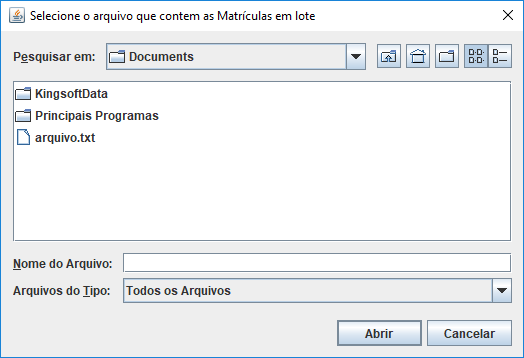 Selecione o arquivo que contem as Matrículas em lote
Pesquisar em: Documents
KingsoftData
Principais Programas
arquivo.txt
Nome do Arquivo:
Arquivos do Tipo: Todos os Arquivos
Abrir Cancelar